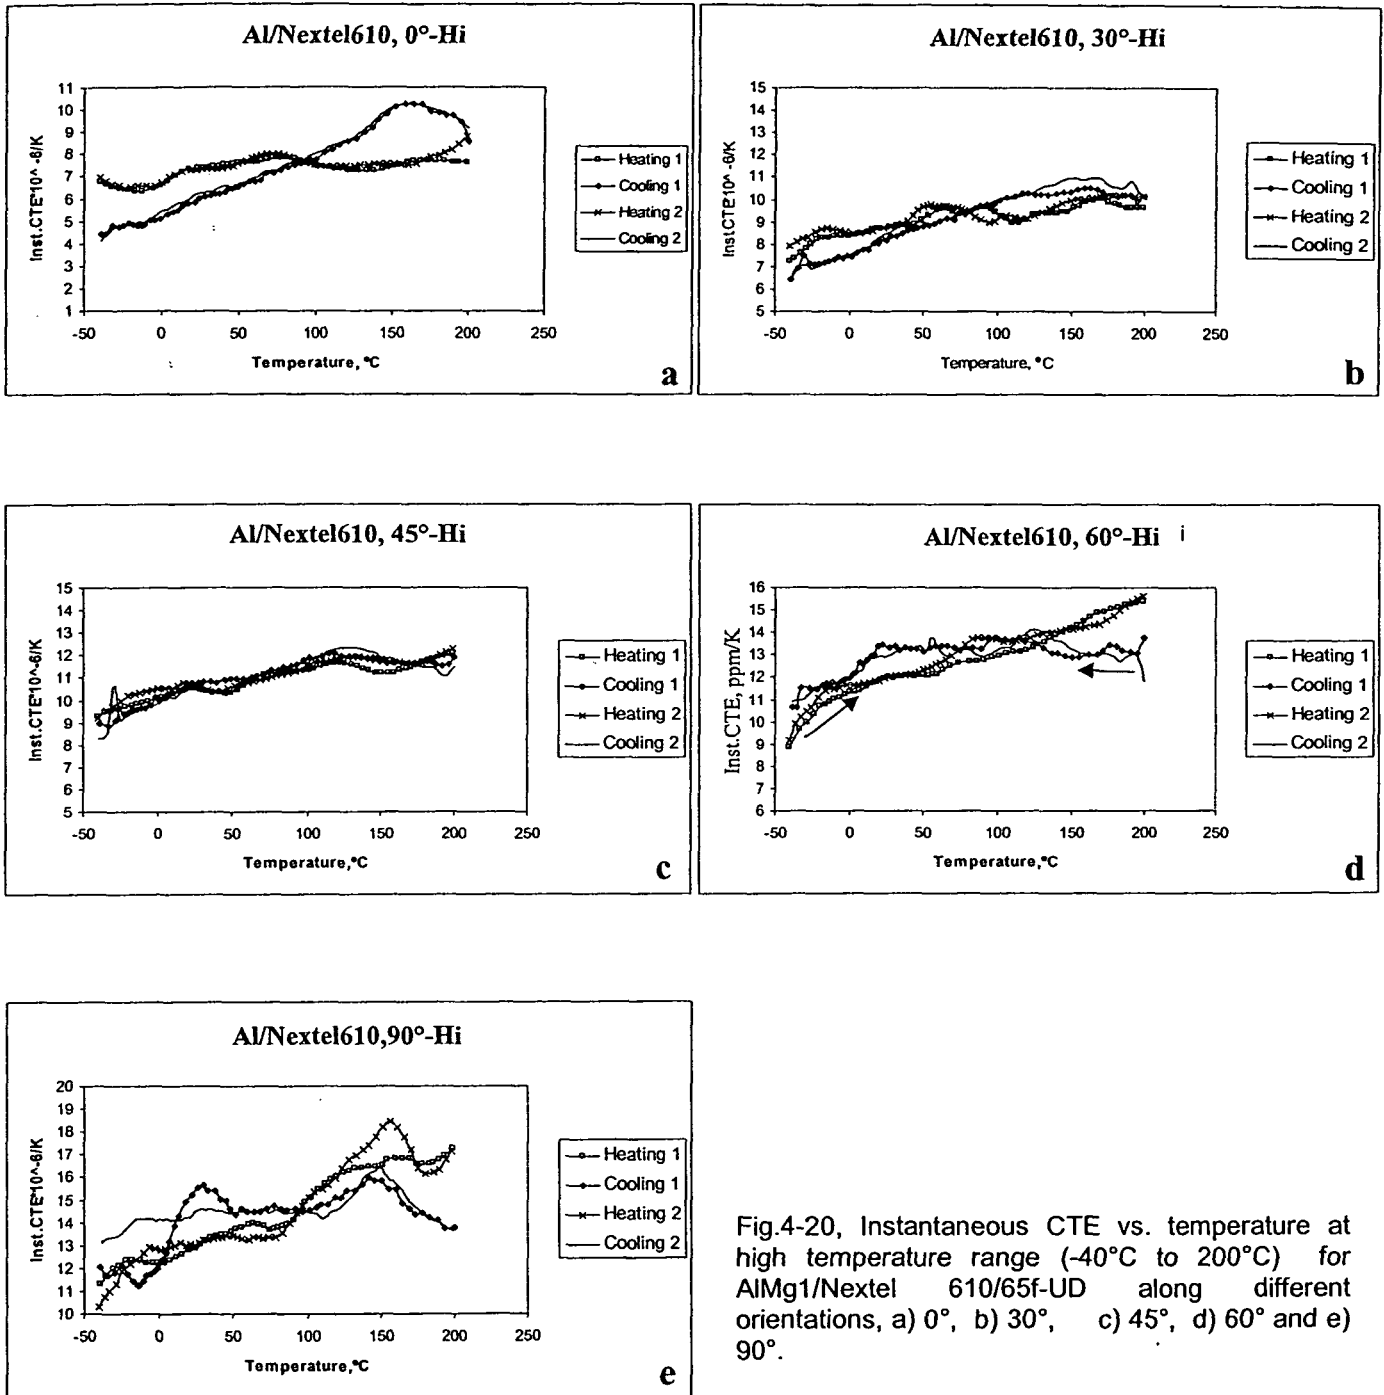 Al/Nextel610, 0°-Hi
Inst.CTE*10^ -6/K
11
10
9
8
7
6
5
4
3
2
1
-50 0 50 100 150 200 250
Temperature, °C
Heating 1
Cooling 1
Heating 2
Cooling 2
a
Al/Nextel610, 30°-Hi
InstCTE*10^ -6/K
15
14
13
12
11
10
9
8
7
6
5
-50 0 50 100 150 200 250
Temperature, °C
Heating 1
Cooling 1
Heating 2
Cooling 2
b
Al/Nextel610, 45°-Hi
Inst.CTE*10^-6/K
15
14
13
12
11
10
9
8
7
6
5
-50 0 50 100 150 200 250
Temperature,°C
Heating 1
Cooling 1
Heating 2
Cooling 2
c
Al/Nextel610, 60°-Hi i
Inst.CTE, ppm/K
16
15
14
13
12
11
10
9
8
7
6
-50 0 50 100 150 200 250
Temperature,°C
Heating 1
Cooling 1
Heating 2
Cooling 2
d
Al/Nextel610,90°-Hi
Inst.CTE*10^-6/K
20
19
18
17
16
15
14
13
12
11
10
-50 0 50 100 150 200 250
Temperature,°C
Heating 1
Cooling 1
Heating 2
Cooling 2
e
Fig.4-20, Instantaneous CTE vs. temperature at
high temperature range (-40°C to 200°C) for
AlMg1/Nextel 610/65f-UD along different
orientations, a) 0°, b) 30°, c) 45°, d) 60° and e)
90°.